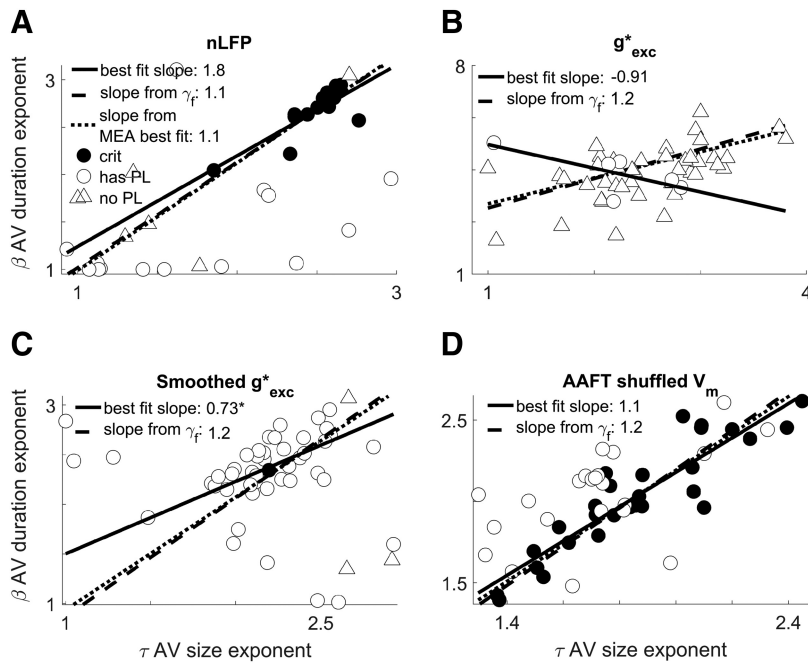 A
nLFP
best fit slope: 1.8
slope from γf: 1.1
slope from
MEA best fit: 1.1
crit
has PL
no PL
β AV duration exponent
3
1
1
3
B
g*exc
best fit slope: -0.91
slope from γf: 1.2
8
1
1
4
C
Smoothed g*exc
best fit slope: 0.73*
slope from γf: 1.2
β AV duration exponent
3
1
1
2.5
τ AV size exponent
D
AAFT shuffled Vm
best fit slope: 1.1
slope from γf: 1.2
2.5
1.5
1.4
2.4
τ AV size exponent